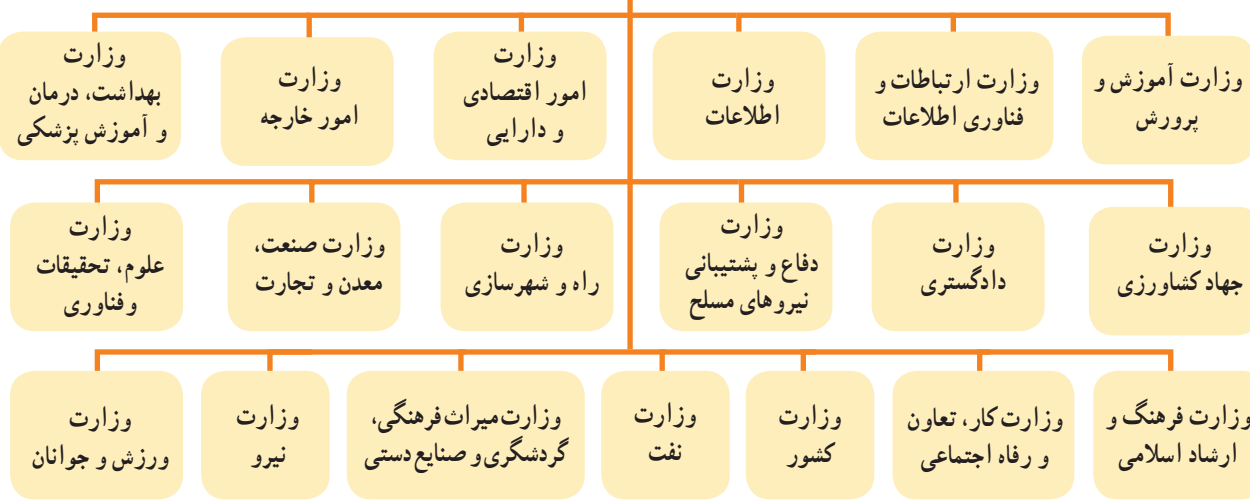 وزارت آموزش و
پرورش
وزارت ارتباطات و
فناوری اطلاعات
وزارت
اطلاعات
وزارت
امور اقتصادی
و دارایی
وزارت
امور خارجه
وزارت
بهداشت، درمان
و آموزش پزشکی
وزارت
جهاد کشاورزی
وزارت
دادگستری
وزارت
دفاع و پشتیبانی
نیروهای مسلح
وزارت
راه و شهرسازی
وزارت صنعت،
معدن و تجارت
وزارت
علوم، تحقیقات
وفناوری
وزارت فرهنگ و
ارشاد اسلامی
وزارت کار، تعاون
و رفاه اجتماعی
وزارت
کشور
وزارت
نفت
وزارت میراث فرهنگی،
گردشگری و صنایع دستی
وزارت
نیرو
وزارت
ورزش و جوانان